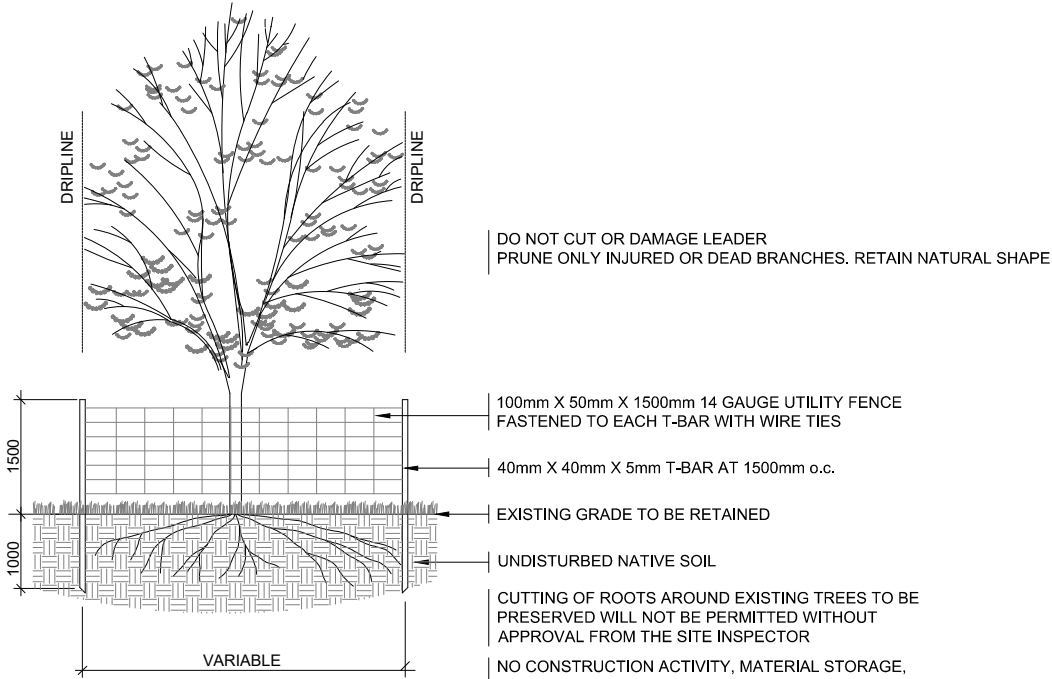 DRIPLINE
DRIPLINE
DO NOT CUT OR DAMAGE LEADER
PRUNE ONLY INJURED OR DEAD BRANCHES. RETAIN NATURAL SHAPE
100mm X 50mm X 1500mm 14 GAUGE UTILITY FENCE
FASTENED TO EACH T-BAR WITH WIRE TIES
1500
40mm X 40mm X 5mm T-BAR AT 1500mm o.c.
EXISTING GRADE TO BE RETAINED
1000
UNDISTURBED NATIVE SOIL
CUTTING OF ROOTS AROUND EXISTING TREES TO BE
PRESERVED WILL NOT BE PERMITTED WITHOUT
APPROVAL FROM THE SITE INSPECTOR
VARIABLE
NO CONSTRUCTION ACTIVITY, MATERIAL STORAGE,